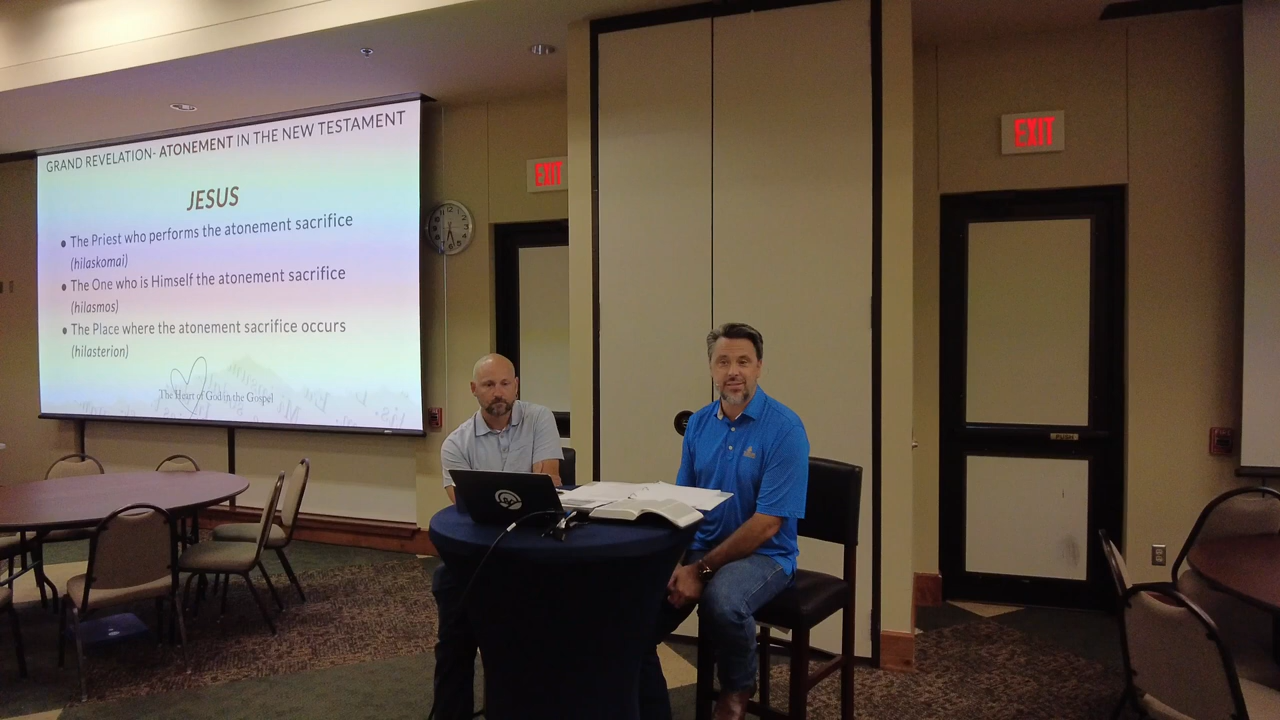 GRAND REVELATION- ATONEMENT IN THE NEW TESTAMENT
JESUS
• The Priest who performs the atonement sacrifice
(hilaskomai)
• The One who is Himself the atonement sacrifice
(hilasmos)
• The Place where the atonement sacrifice occurs
(hilasterion)
The Heart of God in the Gospel
EXIT
EXIT
PUSH